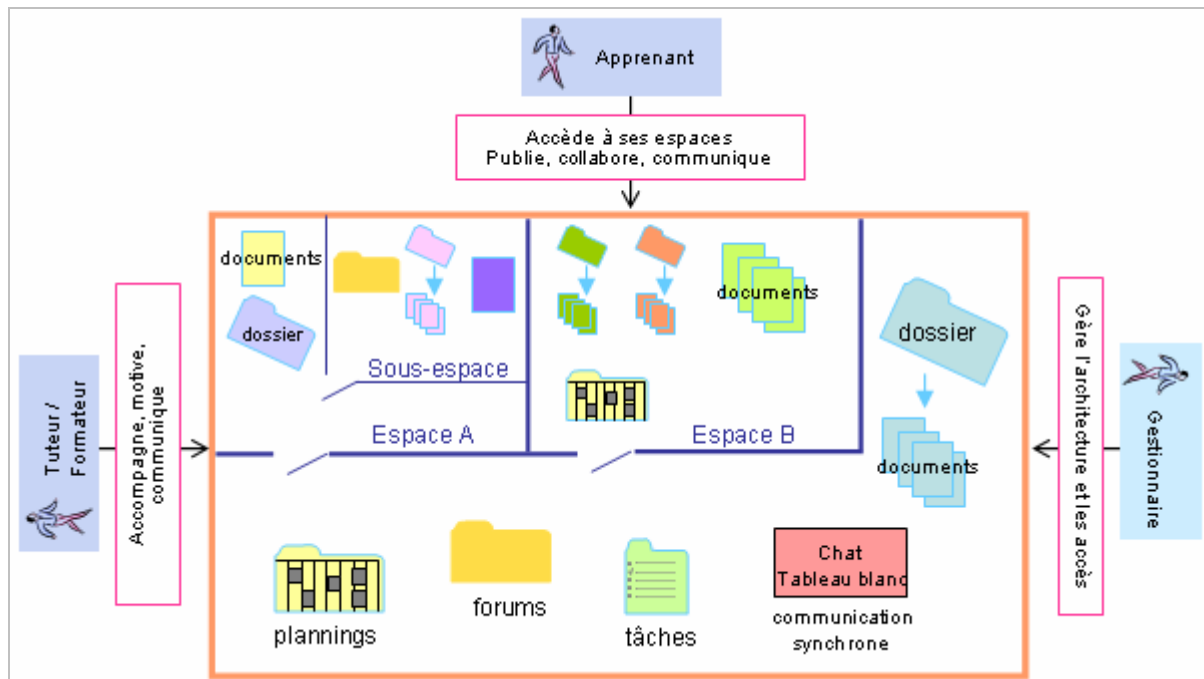 Apprenant
Accède à ses espaces
Publie, collabore, communique
documents
dossier
Sous-espace
Espace A
documents
Espace B
dossier
documents
Tuteur /
Formateur
Accompagne, motive,
communique
Gère l'architecture et les accès
Gestionnaire
plannings
forums
tâches
Chat
Tableau blanc
communication
synchrone